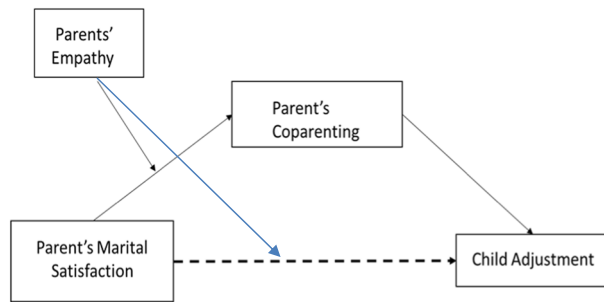 Parents'
Empathy
Parent's
Coparenting
Parent's Marital
Satisfaction
Child Adjustment